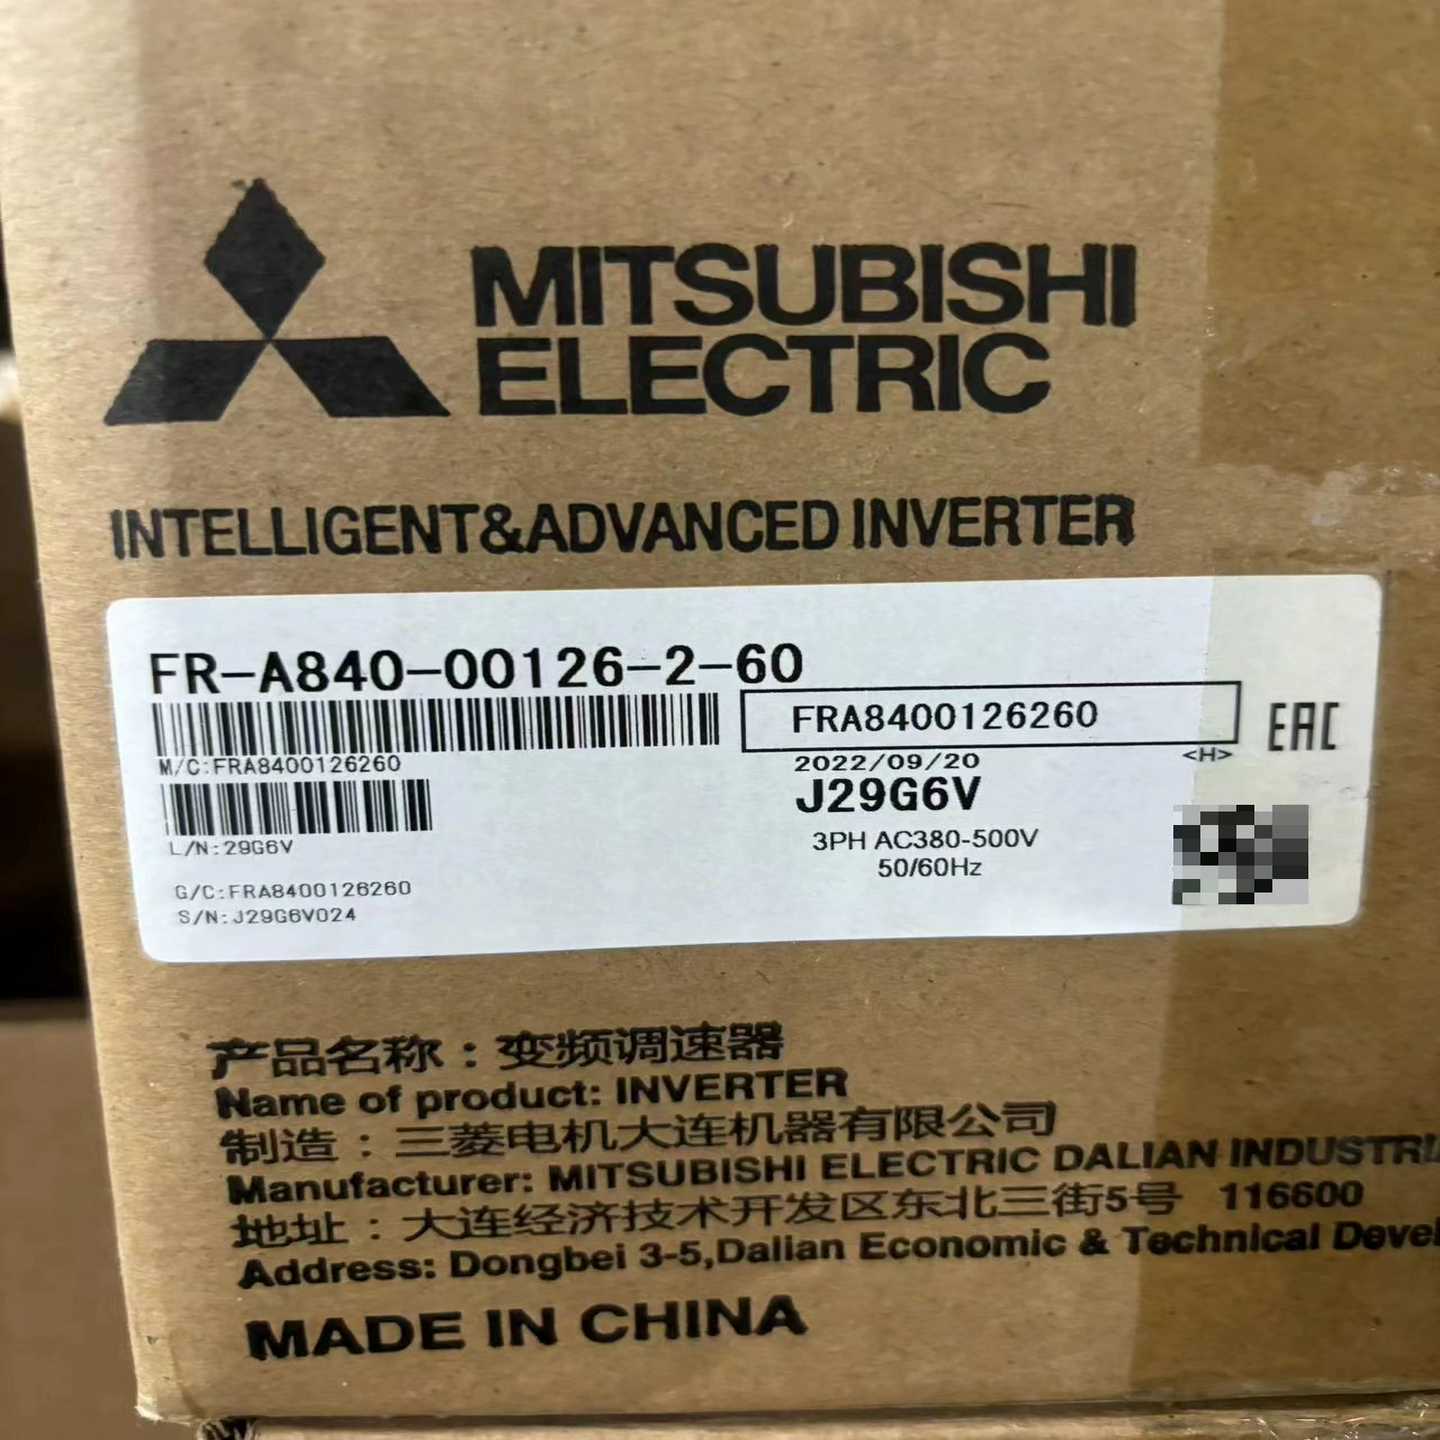 MITSUBISHI
ELECTRIC
INTELLIGENT&ADVANCED INVERTER
FR-A840-00126-2-60
FRA8400126260
EAC
M/C:FRA8400126260
2022/09/20
<H>
J29G6V
L/N:29G6V
3PH AC380-500V
50/60Hz
G/C:FRA8400126260
S/N:J29G6V024
产品名称：变频调速器
Name of product: INVERTER
制造：三菱电机大连机器有限公司
Manufacturer: MITSUBISHI ELECTRIC DALIAN INDUSTRIA
地址：大连经济技术开发区东北三街5号 116600
Address: Dongbei 3-5,Dalian Economic & Technical Devel
MADE IN CHINA